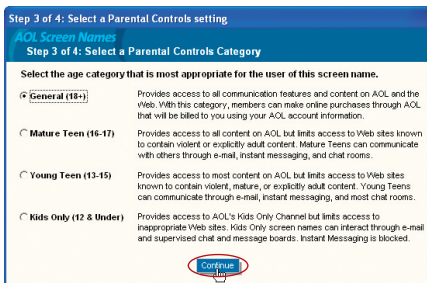 Step 3 of 4: Select a Parental Controls setting
AOL Screen Names
Step 3 of 4: Select a Parental Controls Category
Select the age category that is most appropriate for the user of this screen name.
General (18+)
Provides access to all communication features and content on AOL and the
Web. With this category, members can make online purchases through AOL
that will be billed to you using your AOL account information.
Mature Teen (16-17)
Provides access to all content on AOL but limits access to Web sites known
to contain violent or explicitly adult content. Mature Teens can communicate
with others through e-mail, instant messaging, and chat rooms.
Young Teen (13-15)
Provides access to most content on AOL but limits access to Web sites
known to contain violent, mature, or explicitly adult content. Young Teens
can communicate through e-mail, instant messaging, and most chat rooms.
Kids Only (12 & Under)
Provides access to AOL's Kids Only Channel but limits access to
inappropriate Web sites. Kids Only screen names can interact through e-mail
and supervised chat and message boards. Instant Messaging is blocked.
Continue